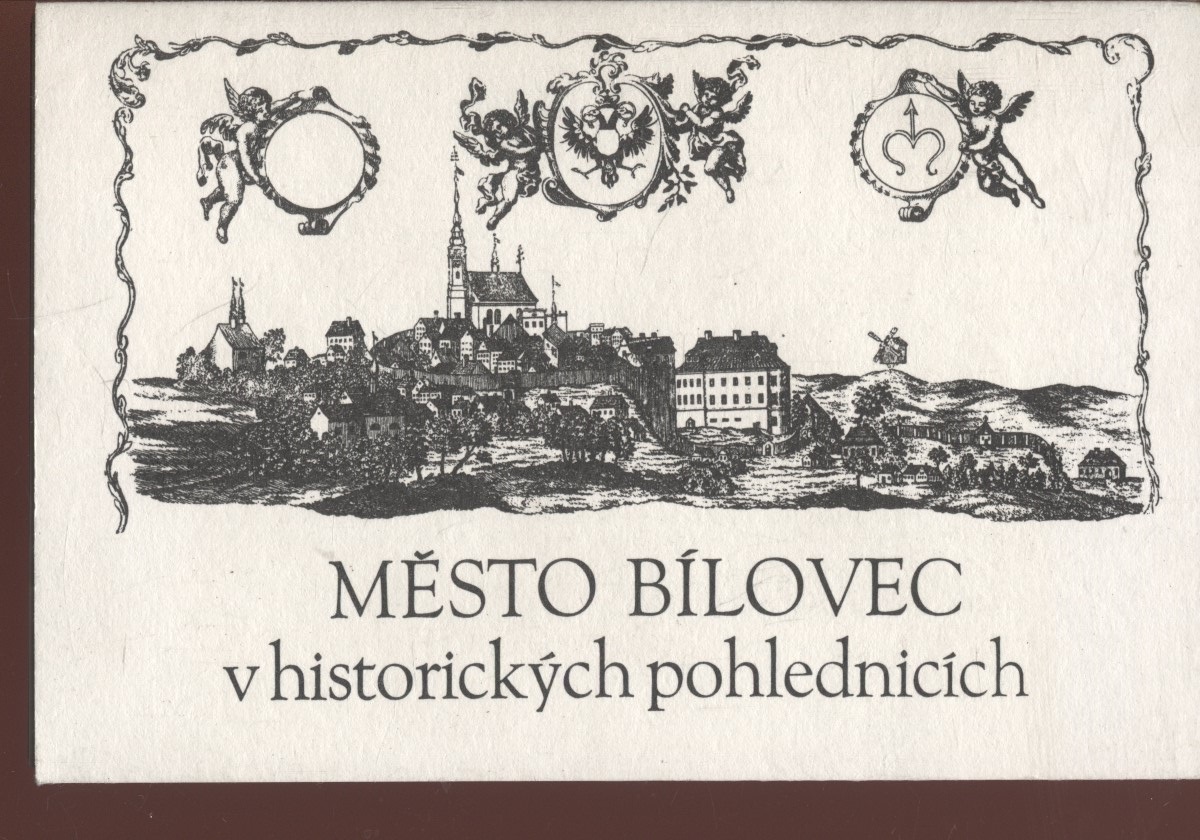 MĚSTO BÍLOVEC
v historických pohlednicích